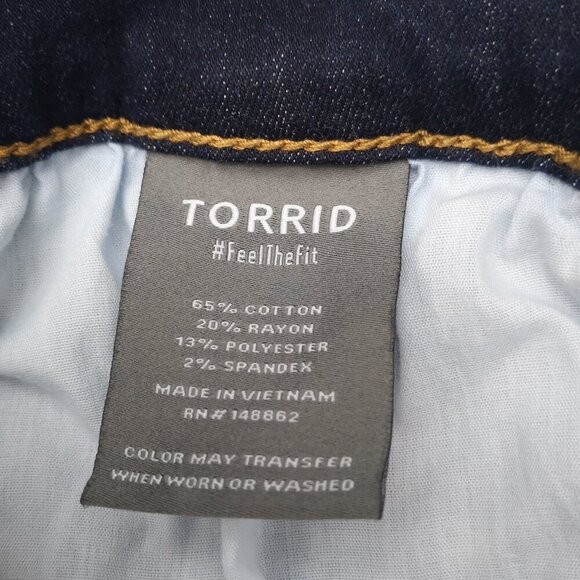 TORRID
#FeelTheFit
65% COTTON
20% RAYON
13% POLYESTER
2% SPANDEX
MADE IN VIETNAM
RN# 148862
COLOR MAY TRANSFER
WHEN WORN OR WASHED